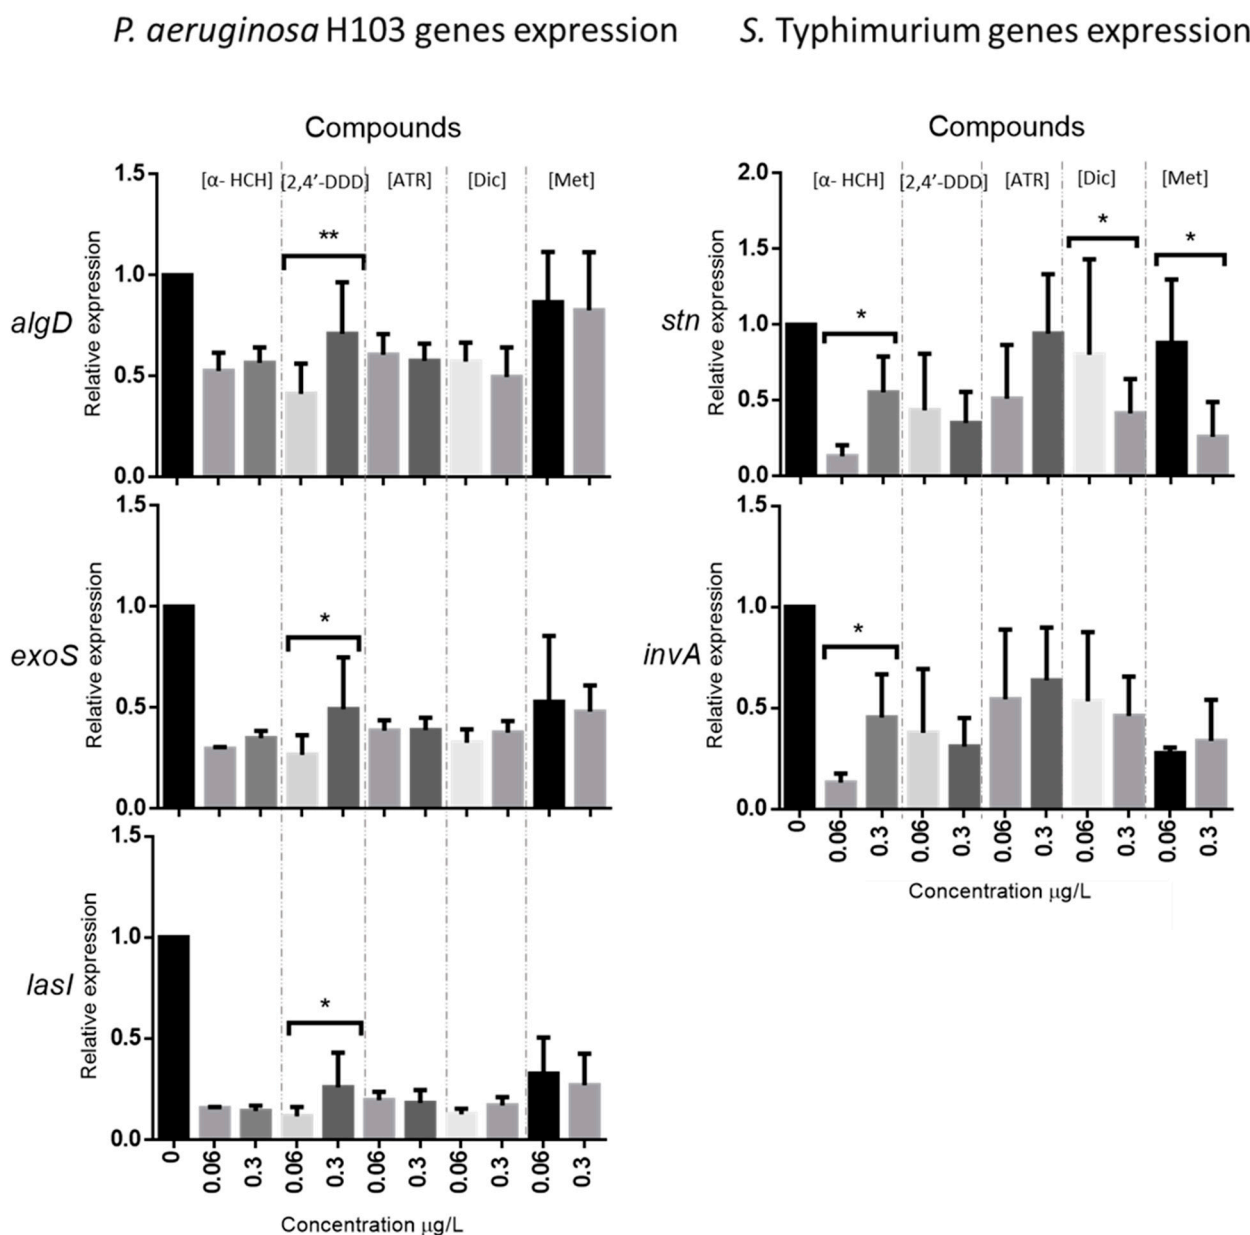 P. aeruginosa H103 genes expression
S. Typhimurium genes expression
Compounds
[α- HCH] [2,4’-DDD] [ATR] [Dic] [Met]
algD
Relative expression
1.5
1.0
0.5
0.0
**
exoS
Relative expression
1.5
1.0
0.5
0.0
*
lasI
Relative expression
1.5
1.0
0.5
0.0
*
0 0.06 0.3 0.06 0.3 0.06 0.3 0.06 0.3 0.06 0.3
Concentration µg/L
Compounds
[α- HCH] [2,4’-DDD] [ATR] [Dic] [Met]
stn
Relative expression
2.0
1.5
1.0
0.5
0.0
* * *
invA
Relative expression
1.5
1.0
0.5
0.0
*
0 0.06 0.3 0.06 0.3 0.06 0.3 0.06 0.3 0.06 0.3
Concentration µg/L